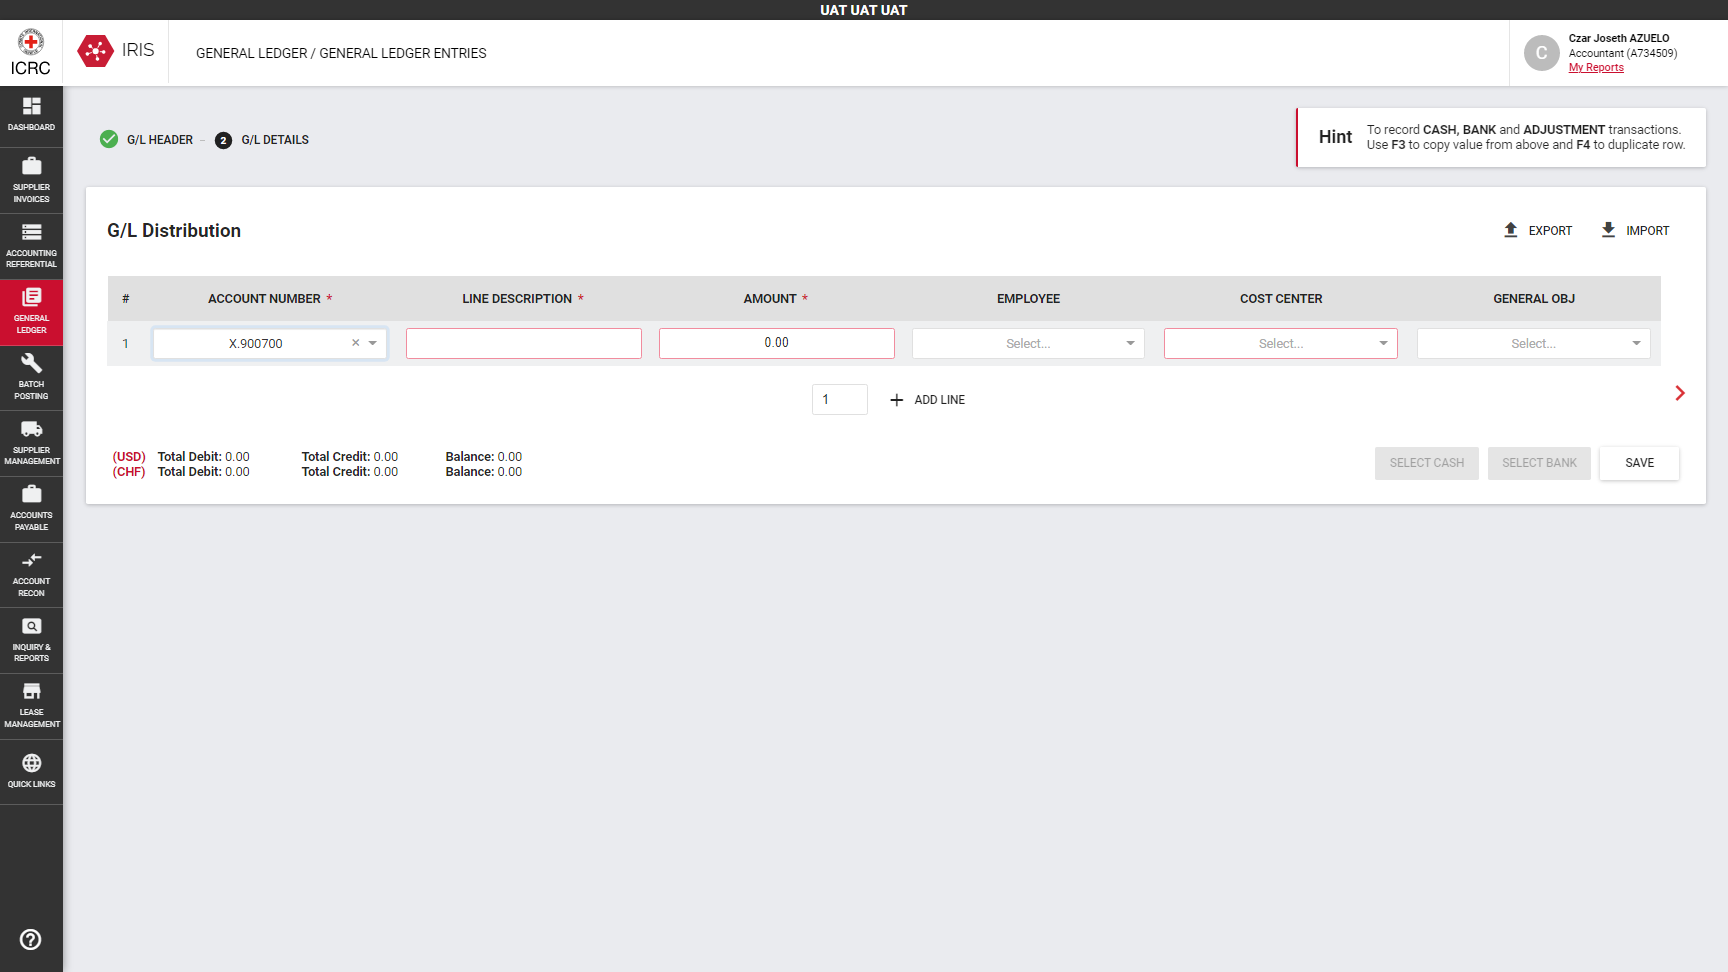 UAT UAT UAT
ICRC
IRIS
GENERAL LEDGER / GENERAL LEDGER ENTRIES
C
Czar Joseth AZUELO
Accountant (A734509)
My Reports
DASHBOARD
SUPPLIER
INVOICES
ACCOUNTING
REFERENTIAL
GENERAL
LEDGER
BATCH
POSTING
SUPPLIER
MANAGEMENT
ACCOUNTS
PAYABLE
ACCOUNT
RECON
INQUIRY &
REPORTS
LEASE
MANAGEMENT
QUICK LINKS
G/L HEADER
2 G/L DETAILS
Hint
To record CASH, BANK and ADJUSTMENT transactions.
Use F3 to copy value from above and F4 to duplicate row.
G/L Distribution
EXPORT IMPORT
# ACCOUNT NUMBER * LINE DESCRIPTION * AMOUNT * EMPLOYEE COST CENTER GENERAL OBJ
1 X.900700 × 0.00 Select... Select... Select...
1 + ADD LINE
(USD) Total Debit: 0.00 Total Credit: 0.00 Balance: 0.00
(CHF) Total Debit: 0.00 Total Credit: 0.00 Balance: 0.00
SELECT CASH SELECT BANK SAVE